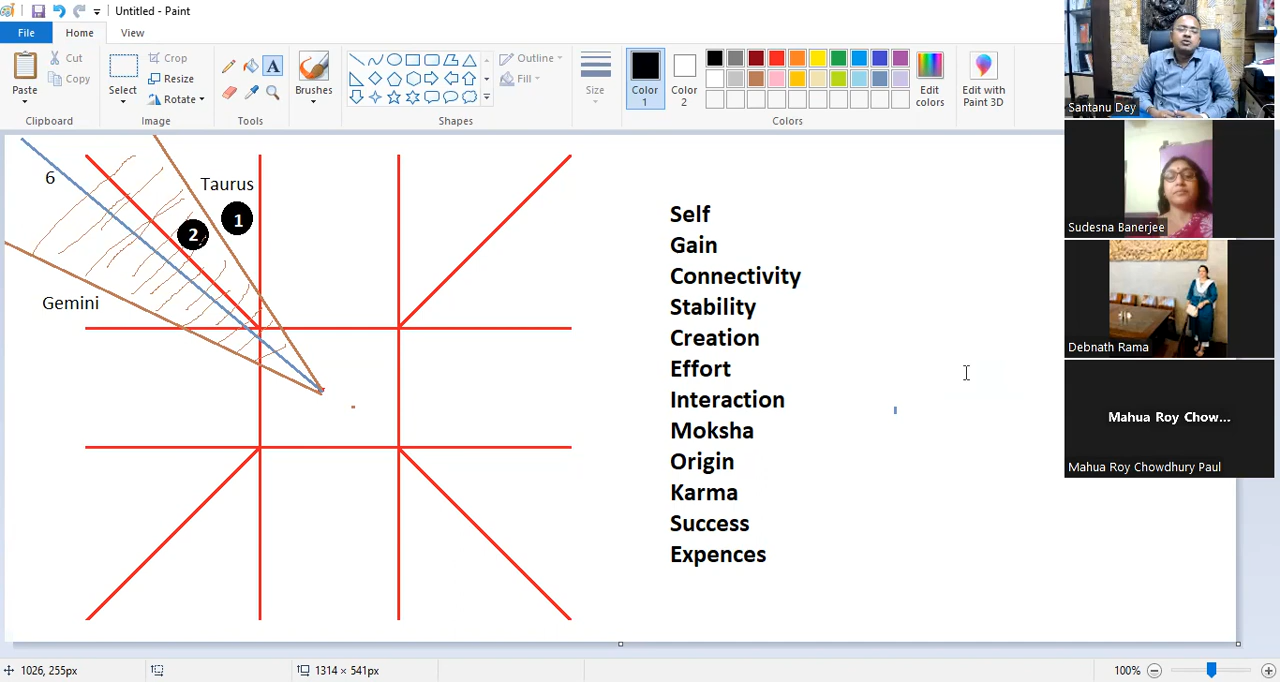 Untitled - Paint
File
Home
View
Paste
Cut
Copy
Clipboard
Select
Crop
Resize
Rotate
Image
A
Tools
Brushes
Shapes
Outline
Fill
Size
Color 1
Color 2
Colors
Edit colors
Edit with Paint 3D
6
Taurus
1
2
Gemini
Self
Gain
Connectivity
Stability
Creation
Effort
Interaction
Moksha
Origin
Karma
Success
Expences
Santanu Dey
Sudesna Banerjee
Debnath Rama
Mahua Roy Chow...
Mahua Roy Chowdhury Paul
1026, 255px
1314 × 541px
100%